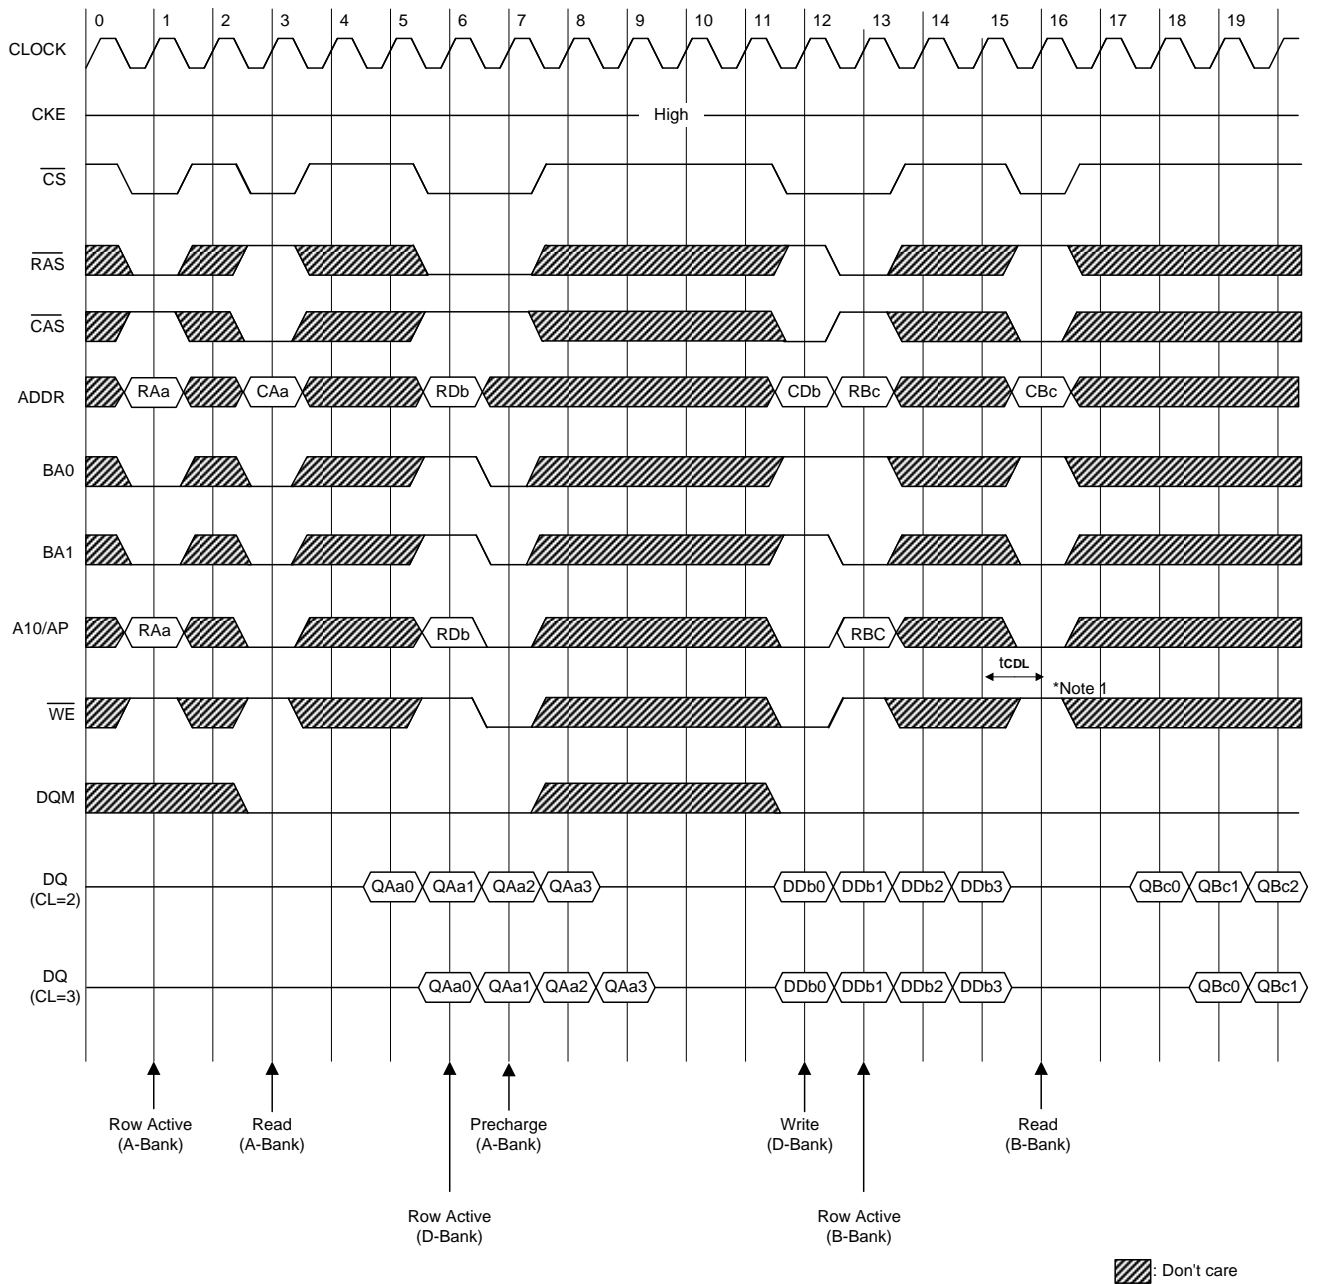 0 1 2 3 4 5 6 7 8 9 10 11 12 13 14 15 16 17 18 19
CLOCK
CKE High
CS
RAS
CAS
ADDR RAa CAa RDb CDb RBc CBc
BA0
BA1
A10/AP RAa RDb RBC
tCDL
*Note 1
WE
DQM
DQ
(CL=2) QAa0 QAa1 QAa2 QAa3 DDb0 DDb1 DDb2 DDb3 QBc0 QBc1 QBc2
DQ
(CL=3) QAa0 QAa1 QAa2 QAa3 DDb0 DDb1 DDb2 DDb3 QBc0 QBc1
Row Active
(A-Bank)
Read
(A-Bank)
Precharge
(A-Bank)
Write
(D-Bank)
Read
(B-Bank)
Row Active
(D-Bank)
Row Active
(B-Bank)
: Don't care